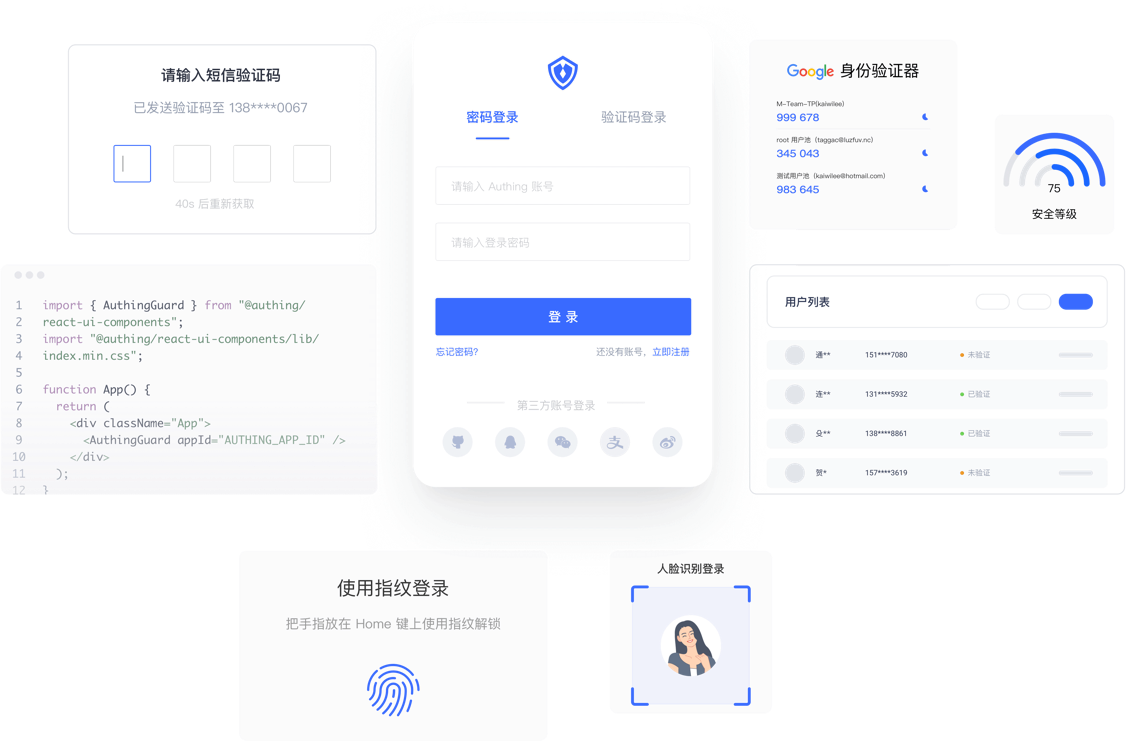 请输入短信验证码
已发送验证码至 138****0067
40s 后重新获取
密码登录
验证码登录
请输入 Authing 账号
请输入登录密码
登 录
忘记密码?
还没有账号，立即注册
第三方账号登录
Google 身份验证器
M-Team-TP(kaiwilee)
999 678
root 用户池（taggac@luzfuv.nc）
345 043
测试用户池（kaiwilee@hotmail.com）
983 645
75
安全等级
1 import { AuthingGuard } from "@authing/
2 react-ui-components";
3 import "@authing/react-ui-components/lib/
4 index.min.css";
5
6 function App() {
7 return (
8 <div className="App">
9 <AuthingGuard appId="AUTHING_APP_ID" />
10 </div>
11 );
12 }
用户列表
通** 151****7080 未验证
连** 131****5932 已验证
殳** 138****8861 已验证
贺* 157****3619 未验证
使用指纹登录
把手指放在 Home 键上使用指纹解锁
人脸识别登录